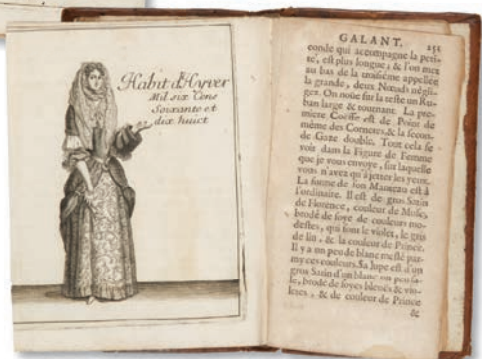 Habit d'Hyver
Mil six Cens
Soixante et
dix huict
GALANT. 251
conde qui acompagne la peti-
te, est plus longue, & l'on met
au bas de la troisiéme appellée
la grande, deux Nœuds négli-
gez. On noüe sur la teste un Ru-
ban large & tournant. La pre-
miere Coëffe est de Point de
même des Cornetes, & la secon-
de de Gaze double. Tout cela se
voit dans la Figure de Femme
que je vous envoye, sur laquelle
vous n'avez qu'à jetter les yeux.
La forme de son Manteau est à
l'ordinaire. Il est de gros Satin
de Florence, couleur de Musc,
brodé de soye de couleurs mo-
destes, qui sont le violet, le gris
de lin, & la couleur de Prince.
Il y a un peu de blanc meslé par-
my ces couleurs. Sa Jupe est d'un
gros Satin d'un blanc un peu sa-
le, brodé de soyes bleuës & vio-
letes, & de couleur de Prince
&